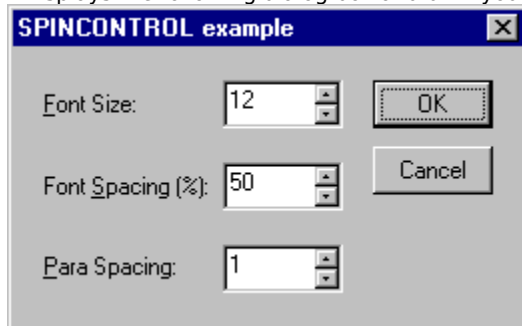 SPINCONTROL example
Font Size: 12 OK
Font Spacing (%): 50 Cancel
Para Spacing: 1